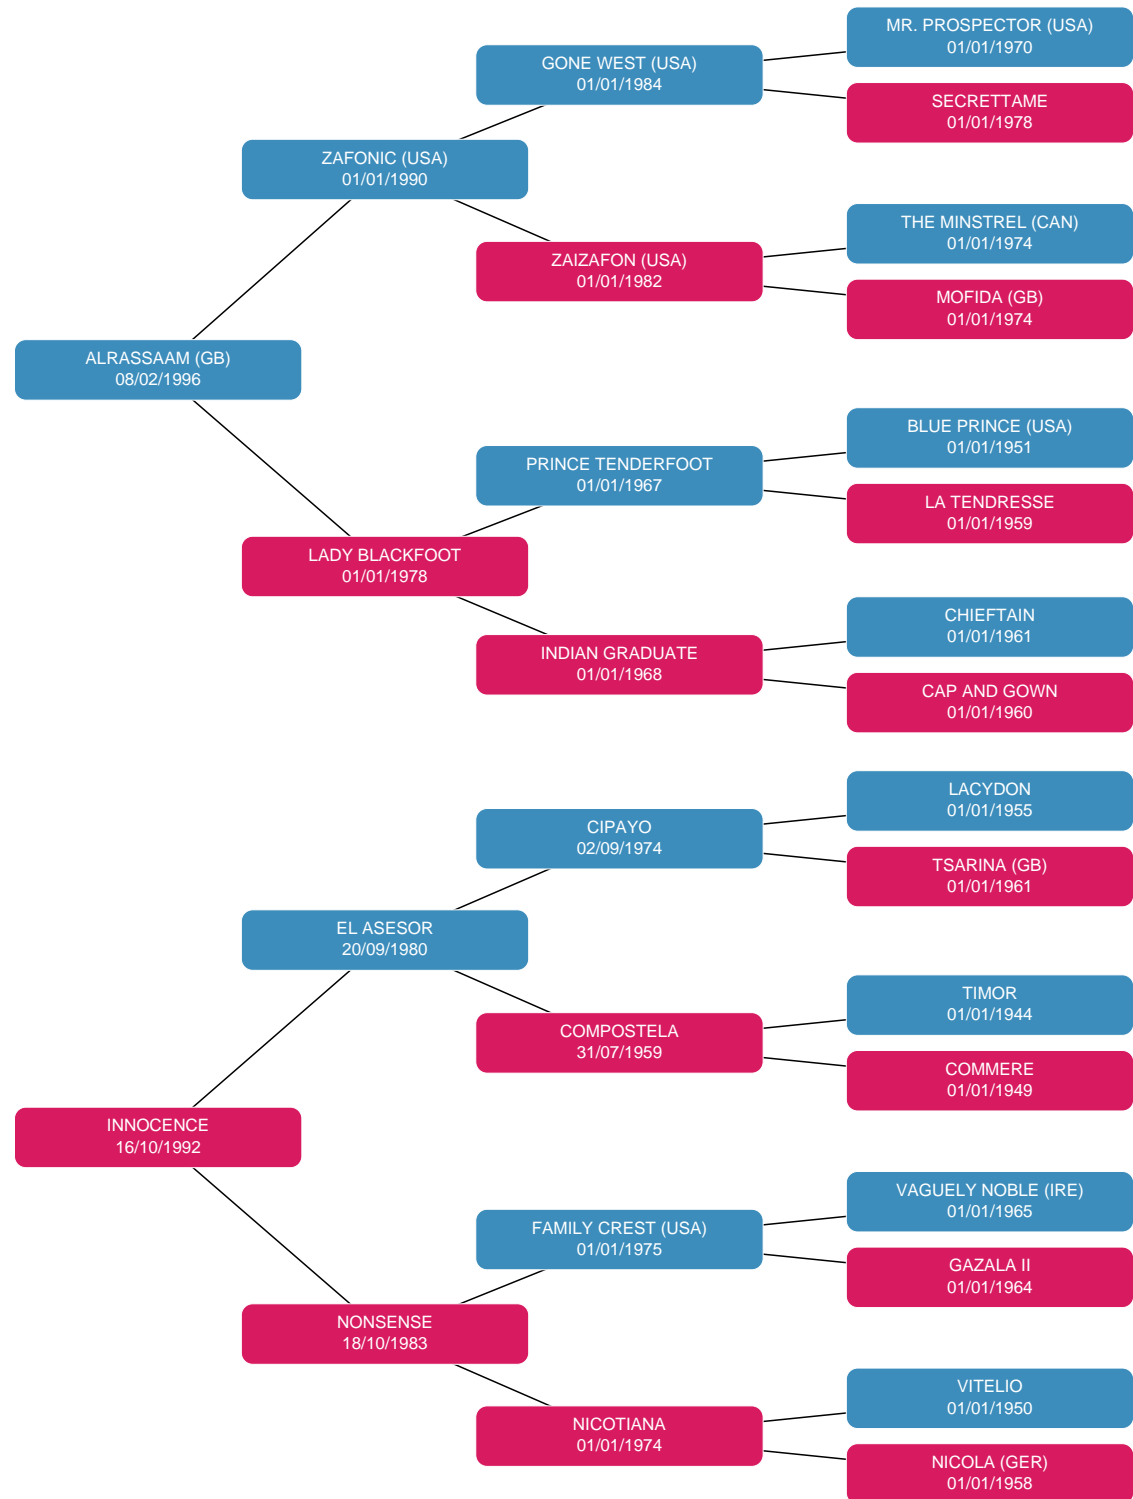 MR. PROSPECTOR (USA)
01/01/1970
GONE WEST (USA)
01/01/1984
SECRETTAME
01/01/1978
ZAFONIC (USA)
01/01/1990
THE MINSTREL (CAN)
01/01/1974
ZAIZAFON (USA)
01/01/1982
MOFIDA (GB)
01/01/1974
ALRASSAAM (GB)
08/02/1996
BLUE PRINCE (USA)
01/01/1951
PRINCE TENDERFOOT
01/01/1967
LA TENDRESSE
01/01/1959
LADY BLACKFOOT
01/01/1978
CHIEFTAIN
01/01/1961
INDIAN GRADUATE
01/01/1968
CAP AND GOWN
01/01/1960
LACYDON
01/01/1955
CIPAYO
02/09/1974
TSARINA (GB)
01/01/1961
EL ASESOR
20/09/1980
TIMOR
01/01/1944
COMPOSTELA
31/07/1959
COMMERE
01/01/1949
INNOCENCE
16/10/1992
VAGUELY NOBLE (IRE)
01/01/1965
FAMILY CREST (USA)
01/01/1975
GAZALA II
01/01/1964
NONSENSE
18/10/1983
VITELIO
01/01/1950
NICOTIANA
01/01/1974
NICOLA (GER)
01/01/1958